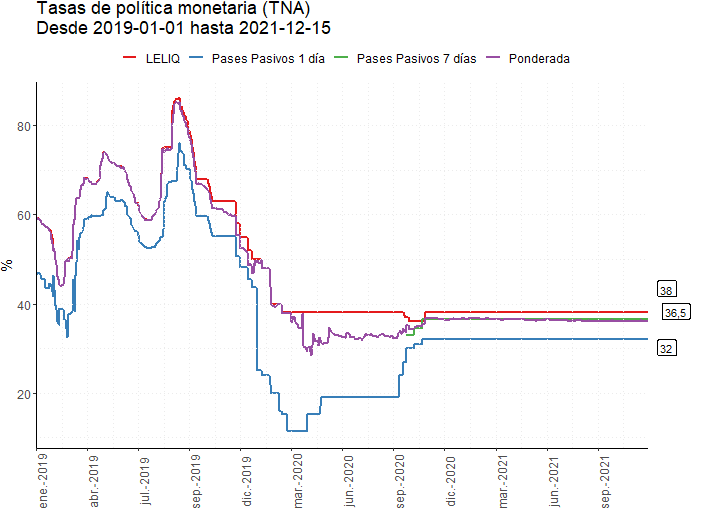 Tasas de política monetaria (TNA)
Desde 2019-01-01 hasta 2021-12-15
LELIQ Pases Pasivos 1 día Pases Pasivos 7 días Ponderada
%
80
60
40
20
38
36,5
32
ene.-2019
abr.-2019
jul.-2019
sep.-2019
dic.-2019
mar.-2020
jun.-2020
sep.-2020
dic.-2020
mar.-2021
jun.-2021
sep.-2021